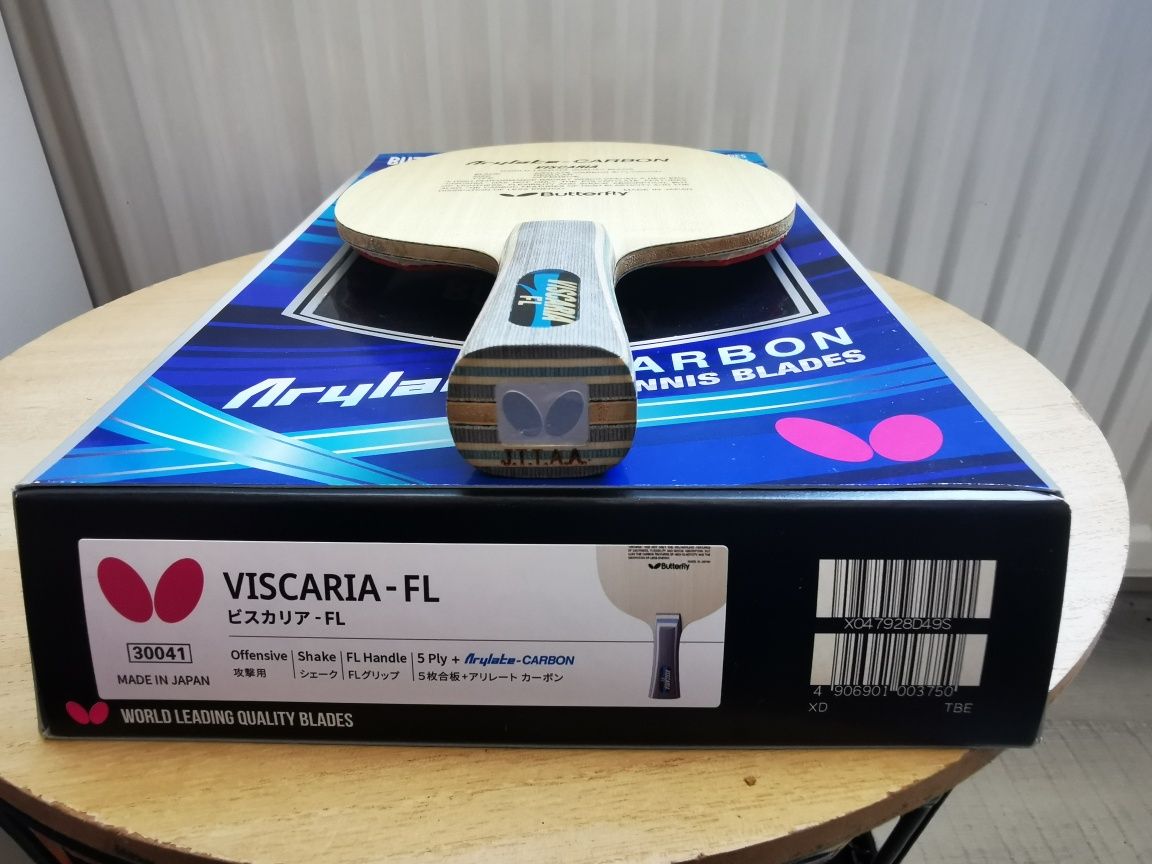 Arylate-CARBON
VISCARIA
Butterfly
VISCARIA
FL
ARBON
Aryla
NNIS BLADES
J.T.T.A.A.
Butterfly
VISCARIA-FL
ビスカリア-FL
30041
MADE IN JAPAN
Offensive Shake FL Handle 5 Ply + Arylate-CARBON
攻撃用 シェーク FLグリップ 5枚合板+アリレート カーボン
WORLD LEADING QUALITY BLADES
X047928D49S
4 906901 003750
XD TBE